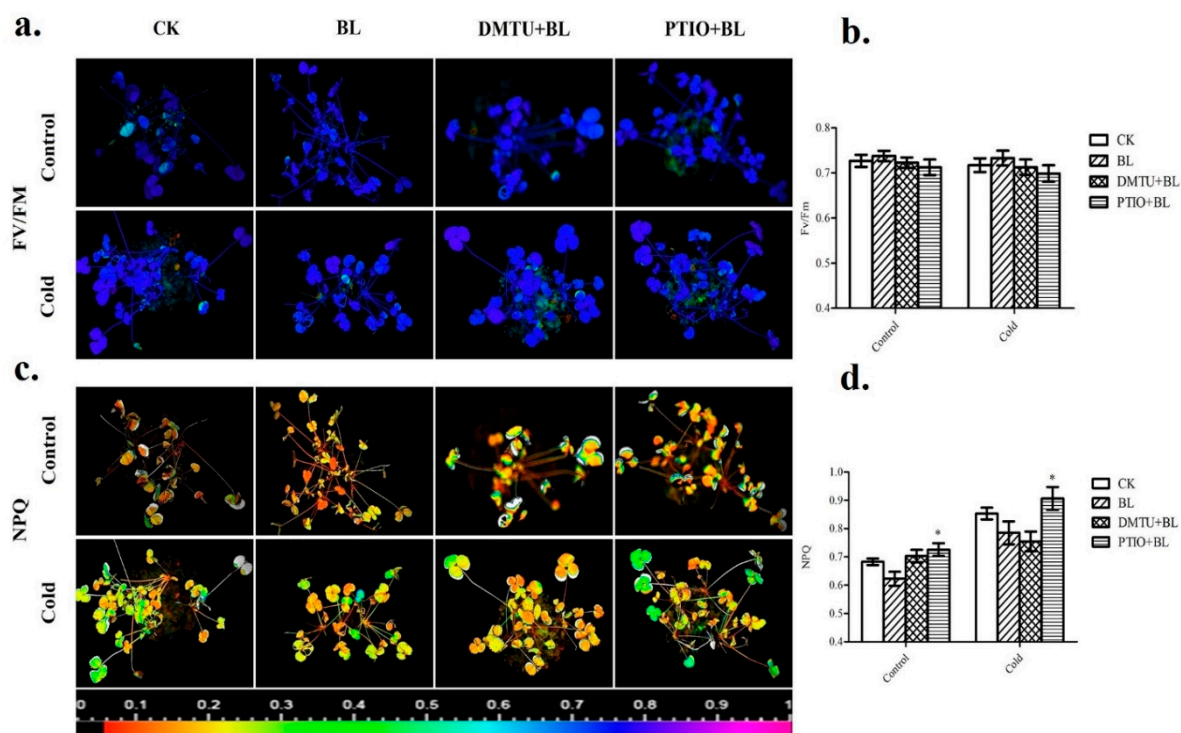 a.
CK BL DMTU+BL PTIO+BL
FV/FM
Control
Cold
b.
0.8
0.7
0.6
0.5
0.4
Fv/Fm
Control Cold
CK
BL
DMTU+BL
PTIO+BL
c.
NPQ
Control
Cold
0 0.1 0.2 0.3 0.4 0.5 0.6 0.7 0.8 0.9 1
d.
1.0
0.9
0.8
0.7
0.6
0.5
0.4
NPQ
* *
Control Cold
CK
BL
DMTU+BL
PTIO+BL